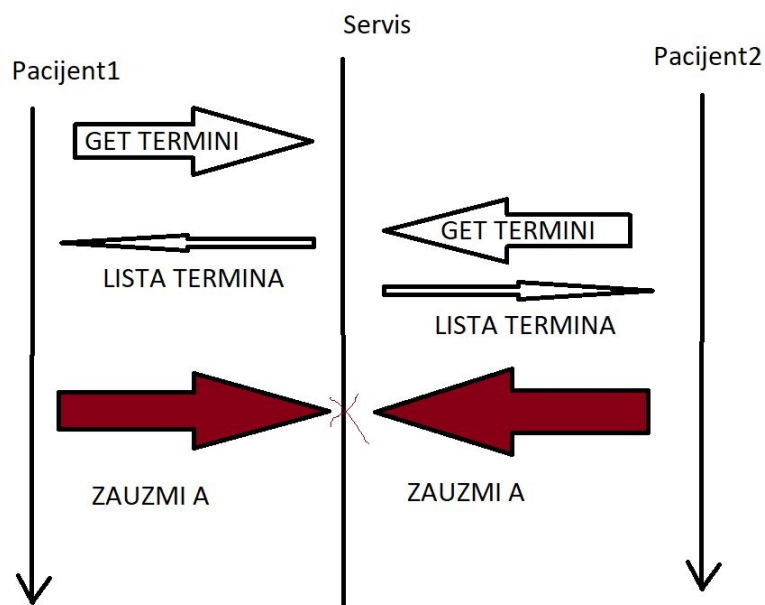 Servis
Pacijent1
Pacijent2
GET TERMINI
GET TERMINI
LISTA TERMINA
LISTA TERMINA
ZAUZMI A
ZAUZMI A